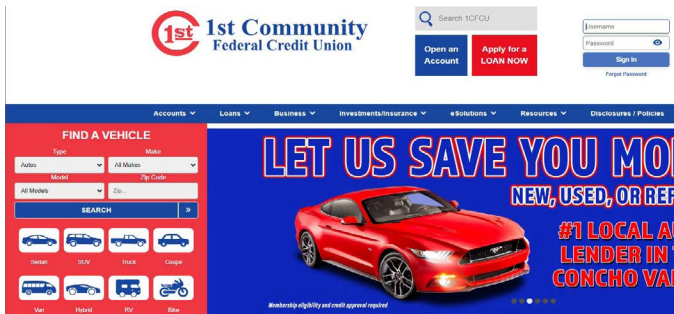 1st
1st Community
Federal Credit Union
Search 1CFCU
Open an
Account
Apply for a
LOAN NOW
Username
Password
Sign In
Forgot Password
Accounts Loans Business Investments/Insurance eSolutions Resources Disclosures / Policies
FIND A VEHICLE
Type Make
Autos All Makes
Model Zip Code
All Models Zip...
SEARCH »
Sedan SUV Truck Coupe
Van Hybrid RV Bike
LET US SAVE YOU MO
NEW, USED, OR REF
#1 LOCAL A
LENDER IN
CONCHO VA
Membership eligibility and credit approval required